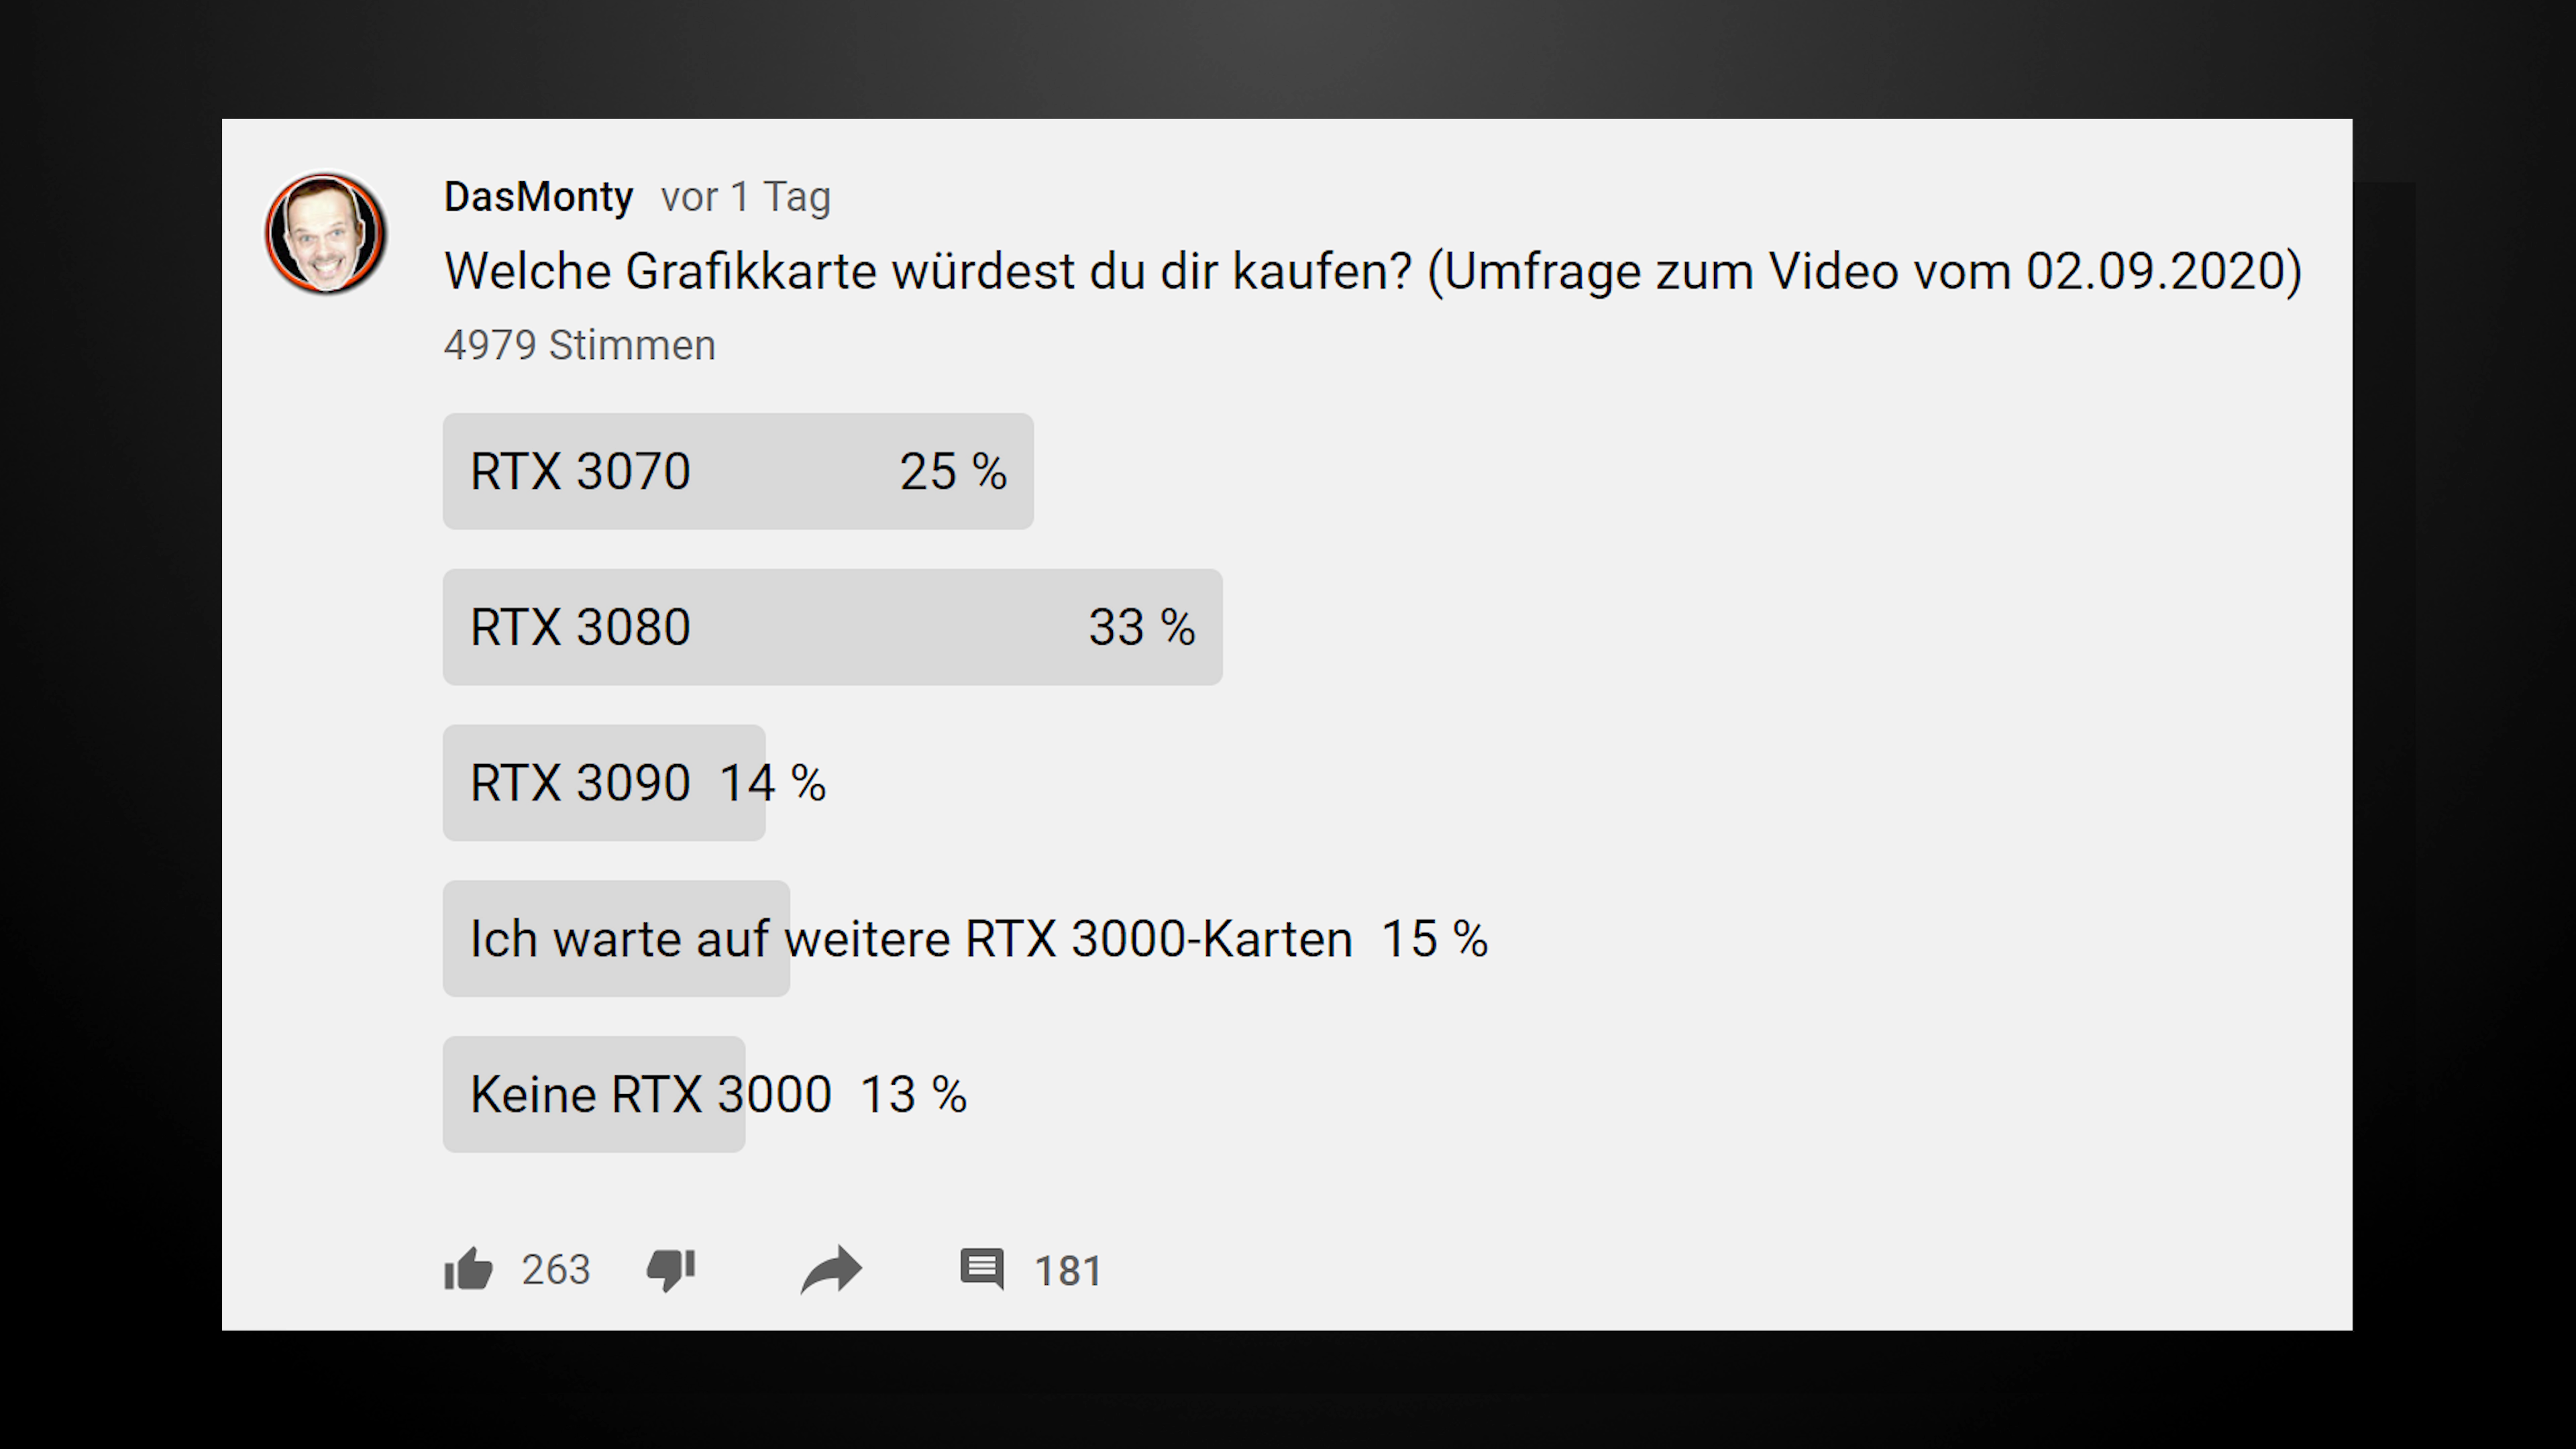 DasMonty vor 1 Tag
Welche Grafikkarte würdest du dir kaufen? (Umfrage zum Video vom 02.09.2020)
4979 Stimmen
RTX 3070 25 %
RTX 3080 33 %
RTX 3090 14 %
Ich warte auf weitere RTX 3000-Karten 15 %
Keine RTX 3000 13 %
263 181